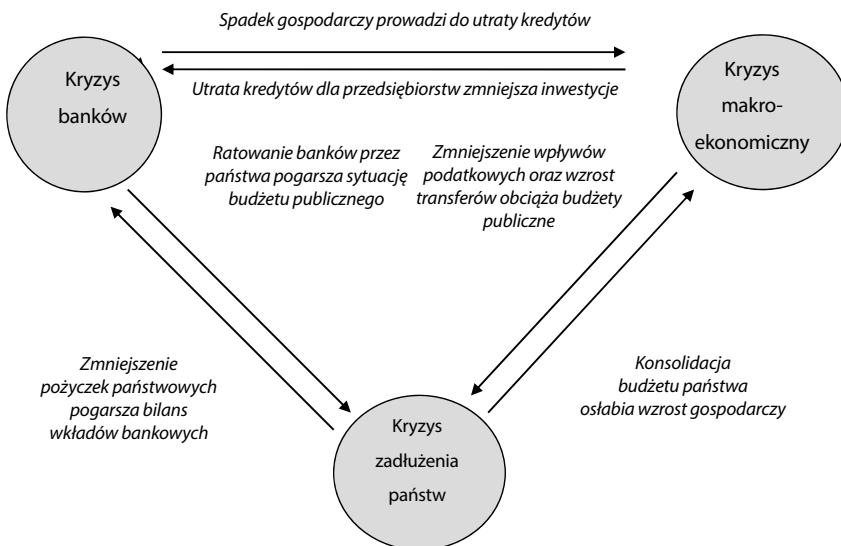 Spadek gospodarczy prowadzi do utraty kredytów
Kryzys
banków
Utrata kredytów dla przedsiębiorstw zmniejsza inwestycje
Kryzys
makro-
ekonomiczny
Ratowanie banków przez
państwa pogarsza sytuację
budżetu publicznego
Zmniejszenie wpływów
podatkowych oraz wzrost
transferów obciąża budżety
publiczne
Zmniejszenie
pożyczek państwowych
pogarsza bilans
wkładów bankowych
Konsolidacja
budżetu państwa
osłabia wzrost gospodarczy
Kryzys
zadłużenia
państw